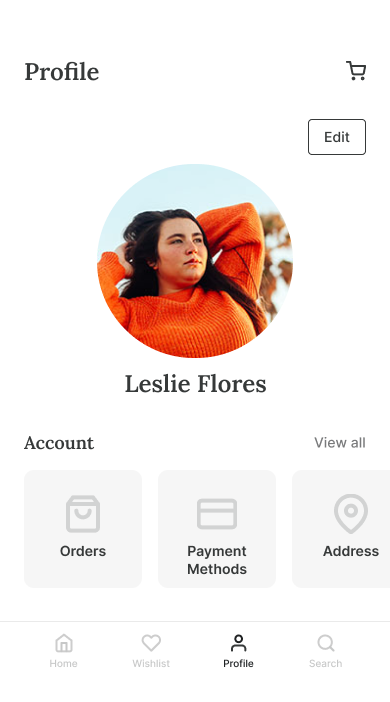 Profile
Edit
Leslie Flores
Account
View all
Orders
Payment
Methods
Address
Home
Wishlist
Profile
Search